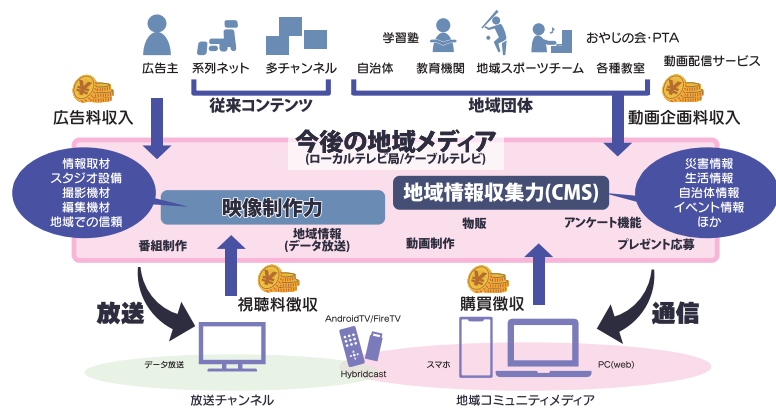 学習塾
おやじの会・PTA
広告主
系列ネット
多チャンネル
自治体
教育機関
地域スポーツチーム
各種教室
動画配信サービス
従来コンテンツ
地域団体
広告料収入
動画企画料収入
今後の地域メディア
(ローカルテレビ局/ケーブルテレビ)
情報取材
スタジオ設備
撮影機材
編集機材
地域での信頼
映像制作力
地域情報収集力(CMS)
災害情報
生活情報
自治体情報
イベント情報
ほか
番組制作
地域情報
(データ放送)
動画制作
物販
アンケート機能
プレゼント応募
放送
視聴料徴収
購買徴収
通信
AndroidTV/FireTV
データ放送
Hybridcast
スマホ
PC(web)
放送チャンネル
地域コミュニティメディア